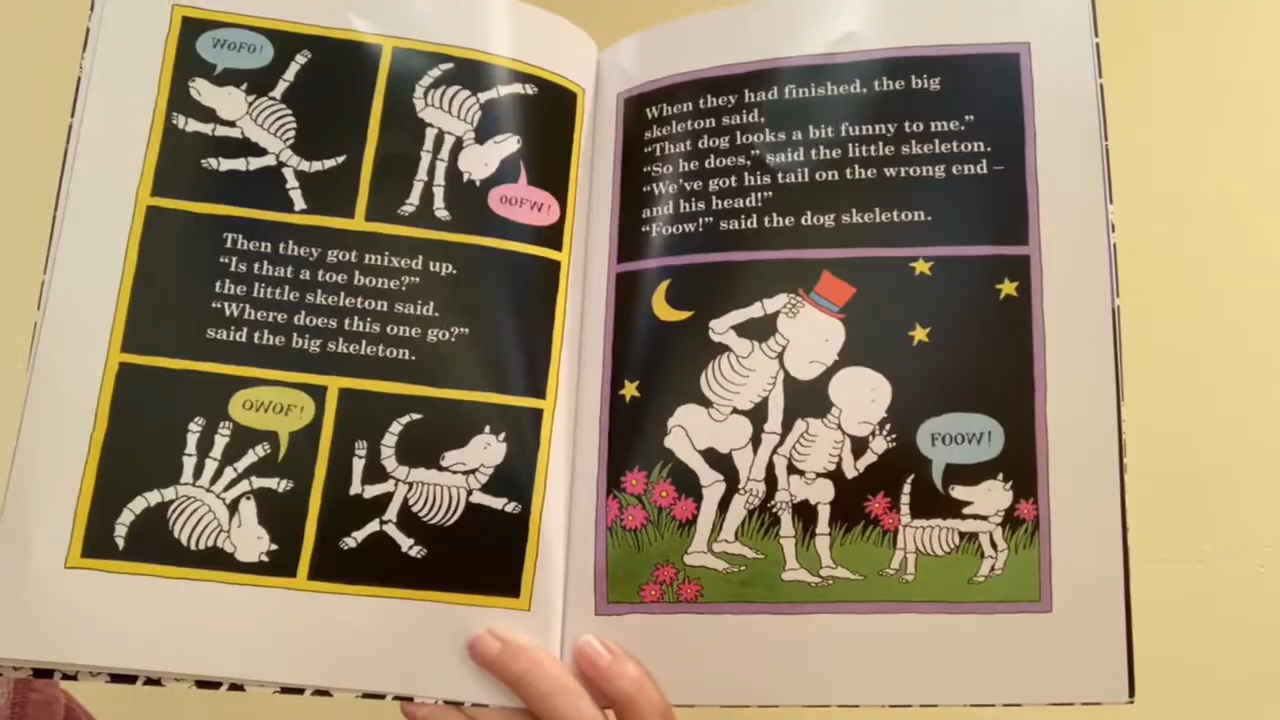 WOFO!
OOFW!
Then they got mixed up.
“Is that a toe bone?”
the little skeleton said.
“Where does this one go?”
said the big skeleton.
OWOF!
When they had finished, the big
skeleton said,
“That dog looks a bit funny to me.”
“So he does,” said the little skeleton.
“We’ve got his tail on the wrong end –
and his head!”
“Foow!” said the dog skeleton.
FOOW!